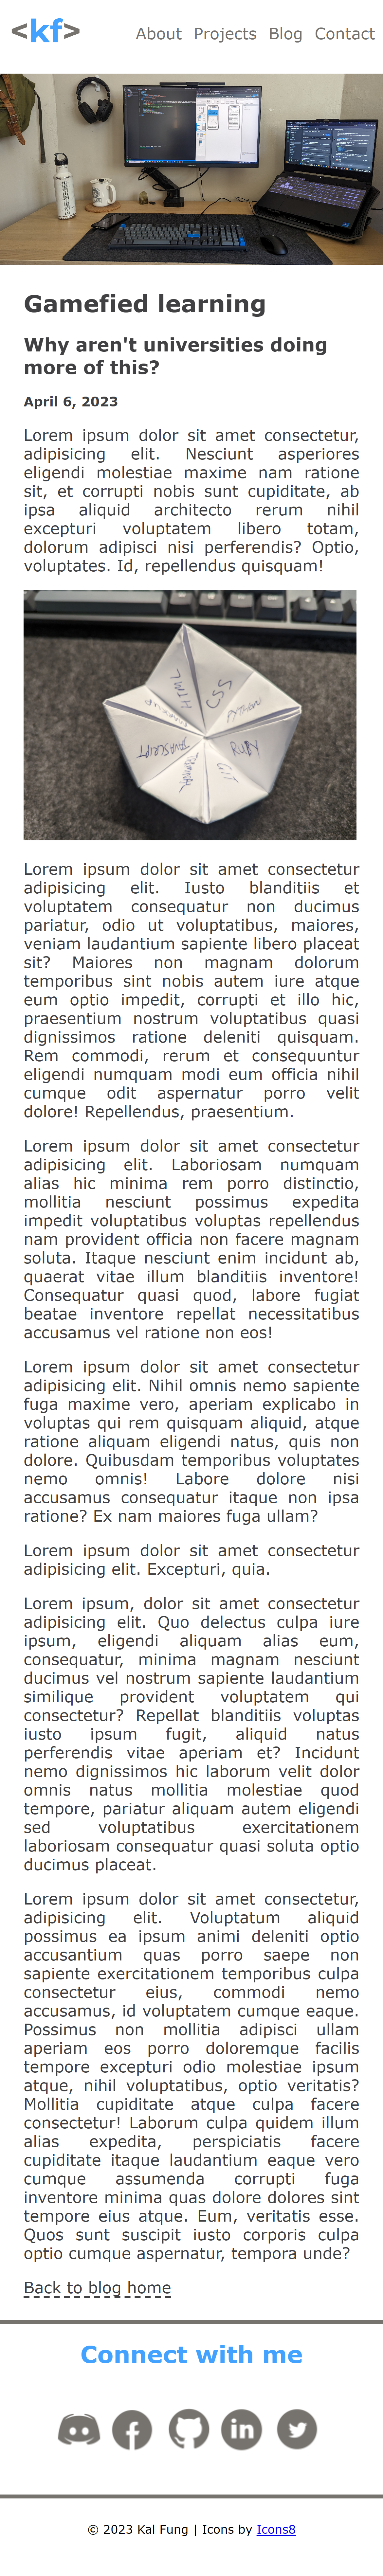 <kf>
About Projects Blog Contact
Gamefied learning
Why aren't universities doing
more of this?
April 6, 2023
Lorem ipsum dolor sit amet consectetur,
adipisicing elit. Nesciunt asperiores
eligendi molestiae maxime nam ratione
sit, et corrupti nobis sunt cupiditate, ab
ipsa aliquid architecto rerum nihil
excepturi voluptatem libero totam,
dolorum adipisci nisi perferendis? Optio,
voluptates. Id, repellendus quisquam!
HTML
CSS
PYTHON
JAVASCRIPT
RUBY
GIT
Lorem ipsum dolor sit amet consectetur
adipisicing elit. Iusto blanditiis et
voluptatem consequatur non ducimus
pariatur, odio ut voluptatibus, maiores,
veniam laudantium sapiente libero placeat
sit? Maiores non magnam dolorum
temporibus sint nobis autem iure atque
eum optio impedit, corrupti et illo hic,
praesentium nostrum voluptatibus quasi
dignissimos ratione deleniti quisquam.
Rem commodi, rerum et consequuntur
eligendi numquam modi eum officia nihil
cumque odit aspernatur porro velit
dolore! Repellendus, praesentium.
Lorem ipsum dolor sit amet consectetur
adipisicing elit. Laboriosam numquam
alias hic minima rem porro distinctio,
mollitia nesciunt possimus expedita
impedit voluptatibus voluptas repellendus
nam provident officia non facere magnam
soluta. Itaque nesciunt enim incidunt ab,
quaerat vitae illum blanditiis inventore!
Consequatur quasi quod, labore fugiat
beatae inventore repellat necessitatibus
accusamus vel ratione non eos!
Lorem ipsum dolor sit amet consectetur
adipisicing elit. Nihil omnis nemo sapiente
fuga maxime vero, aperiam explicabo in
voluptas qui rem quisquam aliquid, atque
ratione aliquam eligendi natus, quis non
dolore. Quibusdam temporibus voluptates
nemo omnis! Labore dolore nisi
accusamus consequatur itaque non ipsa
ratione? Ex nam maiores fuga ullam?
Lorem ipsum dolor sit amet consectetur
adipisicing elit. Excepturi, quia.
Lorem ipsum, dolor sit amet consectetur
adipisicing elit. Quo delectus culpa iure
ipsum, eligendi aliquam alias eum,
consequatur, minima magnam nesciunt
ducimus vel nostrum sapiente laudantium
similique provident voluptatem qui
consectetur? Repellat blanditiis voluptas
iusto ipsum fugit, aliquid natus
perferendis vitae aperiam et? Incidunt
nemo dignissimos hic laborum velit dolor
omnis natus mollitia molestiae quod
tempore, pariatur aliquam autem eligendi
sed voluptatibus exercitationem
laboriosam consequatur quasi soluta optio
ducimus placeat.
Lorem ipsum dolor sit amet consectetur,
adipisicing elit. Voluptatum aliquid
possimus ea ipsum animi deleniti optio
accusantium quas porro saepe non
sapiente exercitationem temporibus culpa
consectetur eius, commodi nemo
accusamus, id voluptatem cumque eaque.
Possimus non mollitia adipisci ullam
aperiam eos porro doloremque facilis
tempore excepturi odio molestiae ipsum
atque, nihil voluptatibus, optio veritatis?
Mollitia cupiditate atque culpa facere
consectetur! Laborum culpa quidem illum
alias expedita, perspiciatis facere
cupiditate itaque laudantium eaque vero
cumque assumenda corrupti fuga
inventore minima quas dolore dolores sint
tempore eius atque. Eum, veritatis esse.
Quos sunt suscipit iusto corporis culpa
optio cumque aspernatur, tempora unde?
Back to blog home
Connect with me
© 2023 Kal Fung | Icons by Icons8